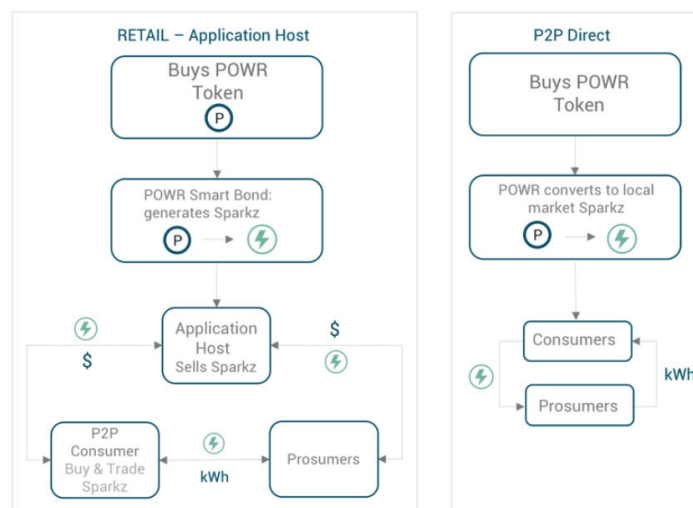 RETAIL – Application Host
Buys POWR
Token
P
POWR Smart Bond:
generates Sparkz
P
Application
Host
Sells Sparkz
$
$
P2P
Consumer
Buy & Trade
Sparkz
kWh
Prosumers
P2P Direct
Buys POWR
Token
POWR converts to local
market Sparkz
P
Consumers
kWh
Prosumers